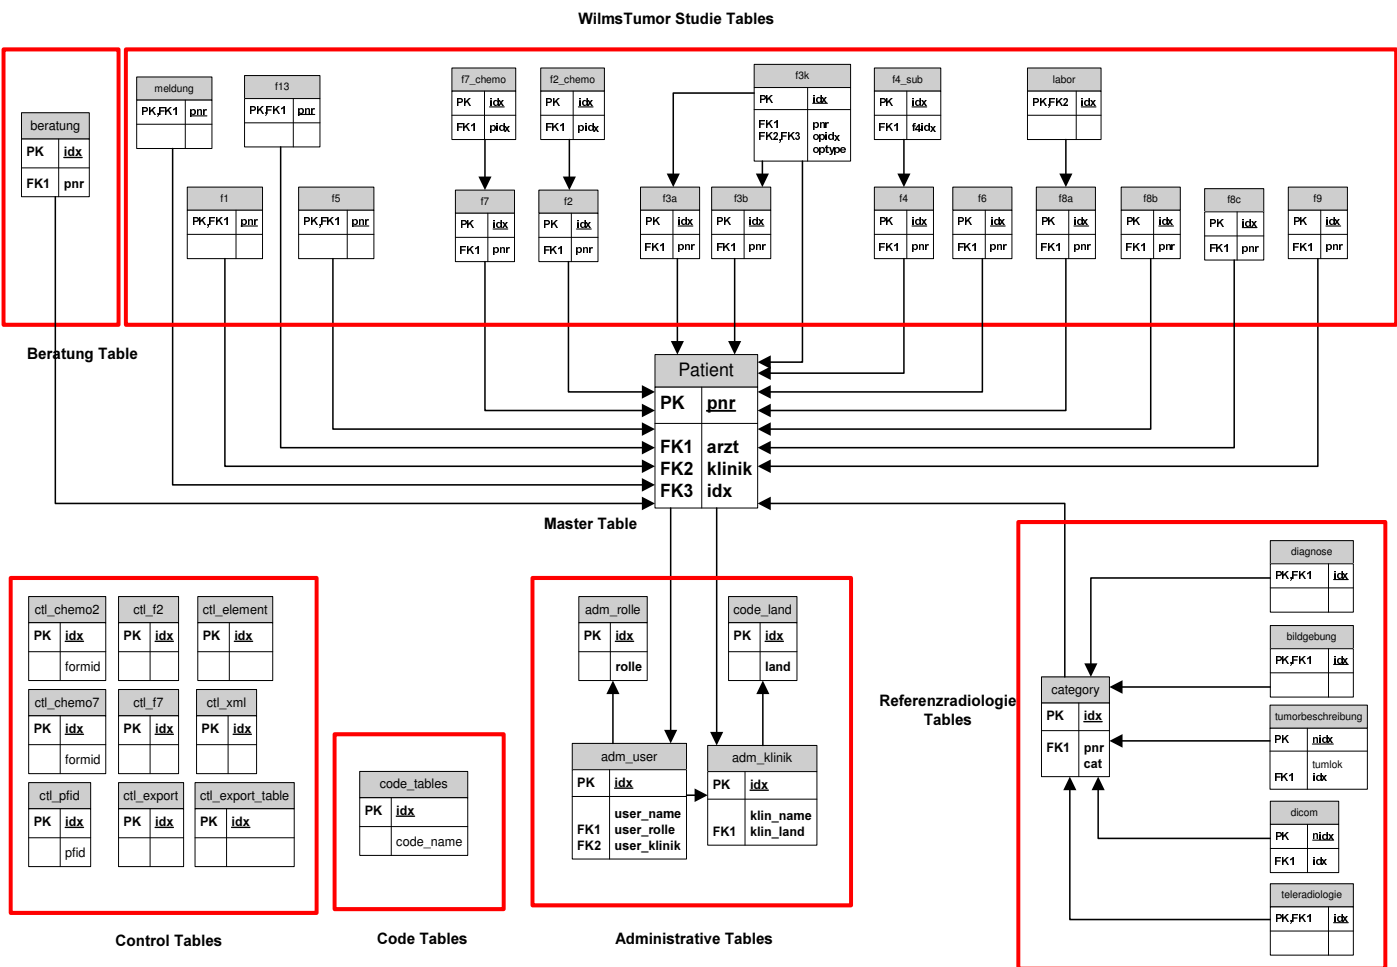 WilmsTumor Studie Tables
beratung
PK idx
FK1 pnr
meldung
PK,FK1 pnr
f13
PK,FK1 pnr
f7_chemo
PK idx
FK1 pidx
f2_chemo
PK idx
FK1 pidx
f3k
PK idx
FK1 pnr
FK2,FK3 opidx
optype
f4_sub
PK idx
FK1 f4idx
labor
PK,FK2 idx
f1
PK,FK1 pnr
f5
PK,FK1 pnr
f7
PK idx
FK1 pnr
f2
PK idx
FK1 pnr
f3a
PK idx
FK1 pnr
f3b
PK idx
FK1 pnr
f4
PK idx
FK1 pnr
f6
PK idx
FK1 pnr
f8a
PK idx
FK1 pnr
f8b
PK idx
FK1 pnr
f8c
PK idx
FK1 pnr
f9
PK idx
FK1 pnr
Beratung Table
Patient
PK pnr
FK1 arzt
FK2 klinik
FK3 idx
Master Table
ctl_chemo2
PK idx
formid
ctl_f2
PK idx
ctl_element
PK idx
ctl_chemo7
PK idx
formid
ctl_f7
PK idx
ctl_xml
PK idx
ctl_pfid
PK idx
pfid
ctl_export
PK idx
ctl_export_table
PK idx
Control Tables
code_tables
PK idx
code_name
Code Tables
adm_rolle
PK idx
rolle
code_land
PK idx
land
adm_user
PK idx
user_name
FK1 user_rolle
FK2 user_klinik
adm_klinik
PK idx
klin_name
FK1 klin_land
Administrative Tables
Referenzradiologie
Tables
category
PK idx
FK1 pnr
cat
diagnose
PK,FK1 idx
bildgebung
PK,FK1 idx
tumorbeschreibung
PK nidx
tumlok
FK1 idx
dicom
PK nidx
FK1 idx
teleradiologie
PK,FK1 idx